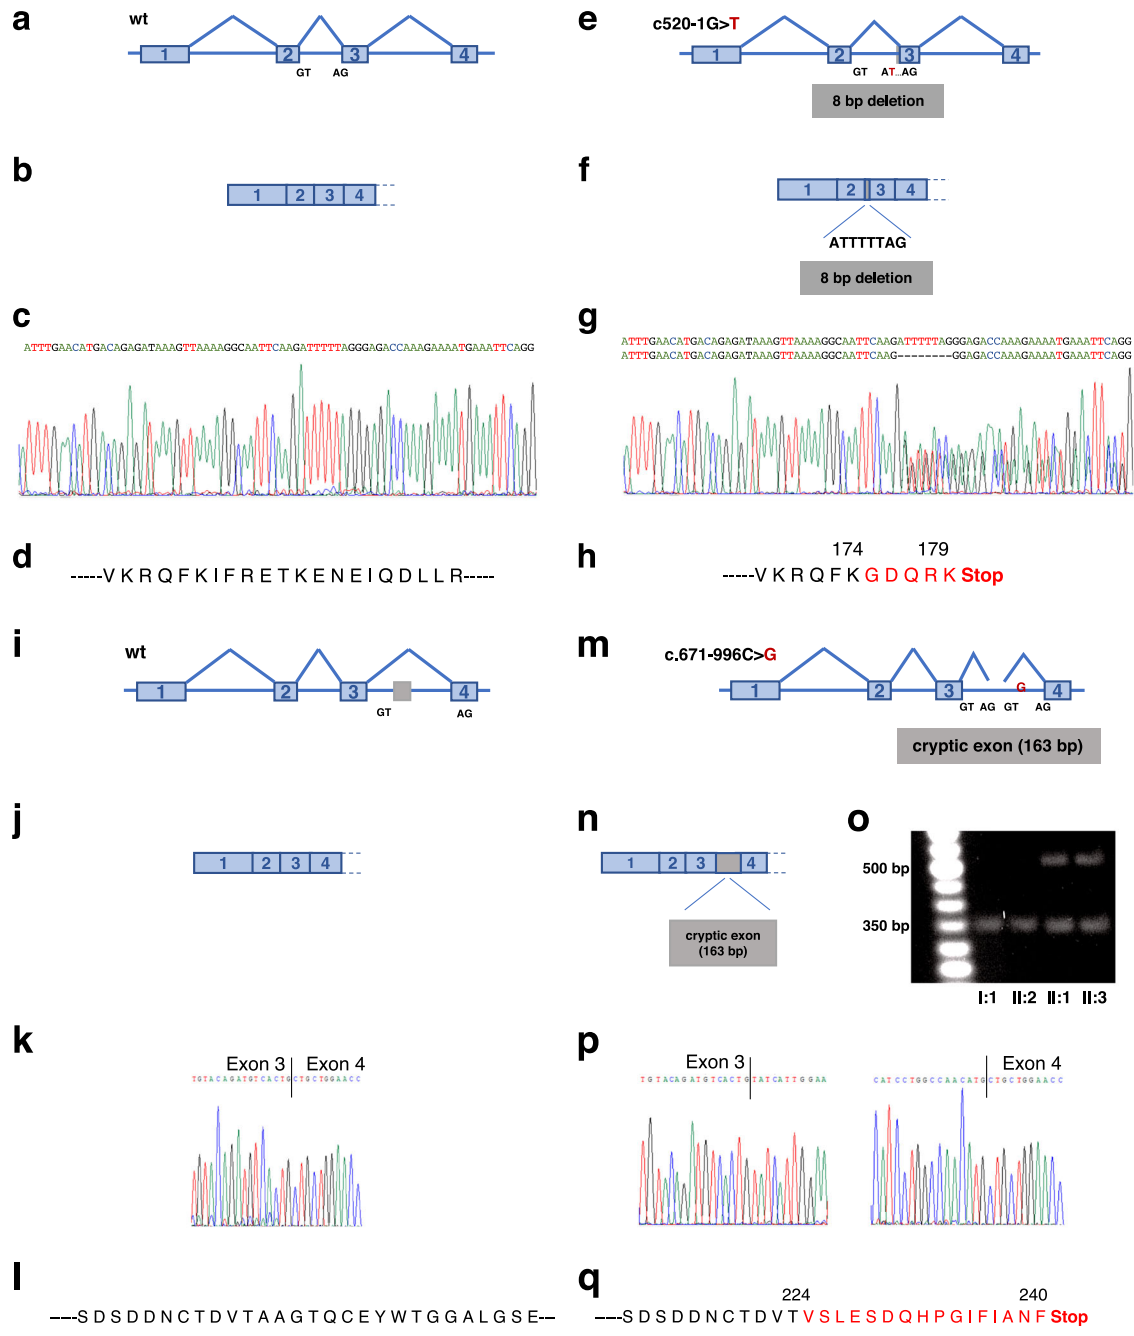 a
wt
1 2 3 4
GT AG
b
1 2 3 4
c
ATTTGAACATGACAGAGATAAAGTTAAAAGGCAATTCAAGATTTTTAGGGAGACCAAAGAAAATGAAATTCAGG
d
-----V K R Q F K I F R E T K E N E I Q D L L R-----
e
c520-1G>T
1 2 3 4
GT AT...AG
8 bp deletion
f
1 2 3 4
ATTTTTAG
8 bp deletion
g
ATTTGAACATGACAGAGATAAAGTTAAAAGGCAATTCAAGATTTTTAGGGAGACCAAAGAAAATGAAATTCAGG
ATTTGAACATGACAGAGATAAAGTTAAAAGGCAATTCAAG--------GGAGACCAAAGAAAATGAAATTCAGG
h
174 179
-----V K R Q F K G D Q R K Stop
i
wt
1 2 3 4
GT AG
j
1 2 3 4
k
Exon 3 Exon 4
TGTACAGATGTCACTGCTGCTGGAACC
l
----S D S D D N C T D V T A A G T Q C E Y W T G G A L G S E---
m
c.671-996C>G
1 2 3 4
G
GT AG GT AG
cryptic exon (163 bp)
n
1 2 3 4
cryptic exon
(163 bp)
o
500 bp
350 bp
I:1 II:2 II:1 II:3
p
Exon 3
TGTACAGATGTCACTGTATCATTGGAA
Exon 4
CATCCTGGCCAACATGCTGCTGGAACC
q
224 240
----S D S D D N C T D V T V S L E S D Q H P G I F I A N F Stop